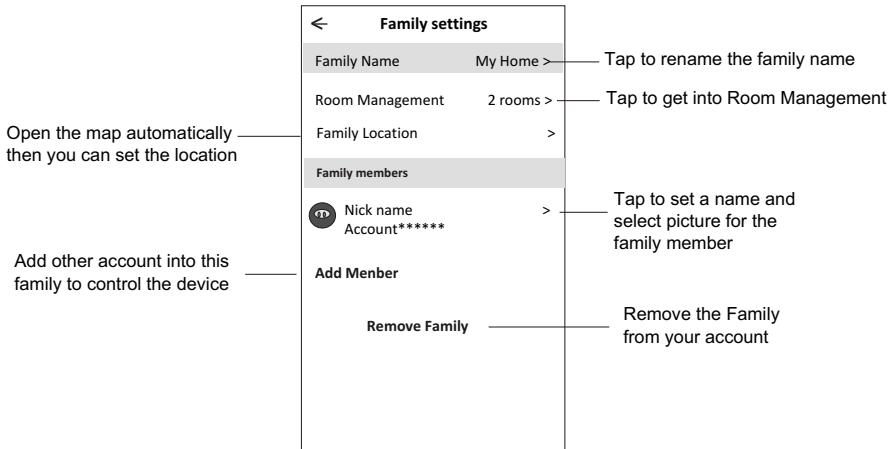 ← Family settings
Family Name My Home >
Tap to rename the family name
Room Management 2 rooms >
Tap to get into Room Management
Open the map automatically
then you can set the location
Family Location >
Family members
Nick name >
Account******
Tap to set a name and
select picture for the
family member
Add other account into this
family to control the device
Add Menber
Remove Family
Remove the Family
from your account